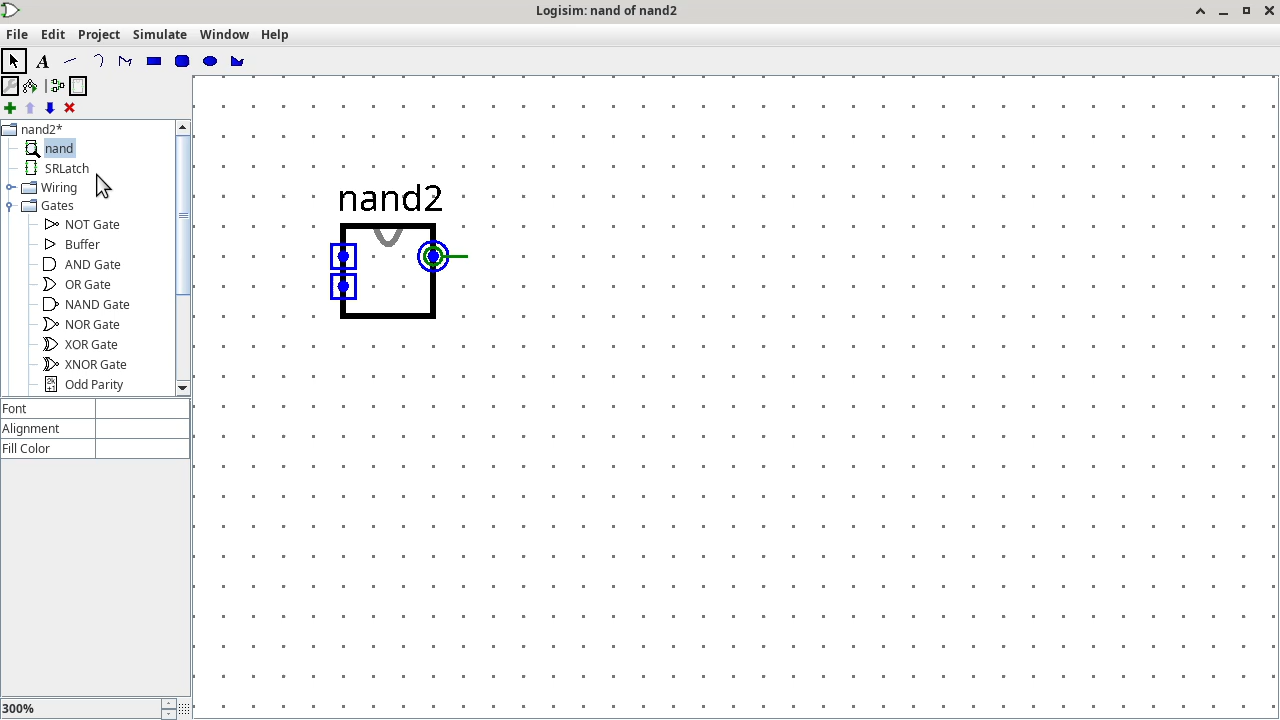 Logisim: nand of nand2
File Edit Project Simulate Window Help
A
nand2*
nand
SRLatch
Wiring
Gates
NOT Gate
Buffer
AND Gate
OR Gate
NAND Gate
NOR Gate
XOR Gate
XNOR Gate
Odd Parity
Font
Alignment
Fill Color
300%
nand2